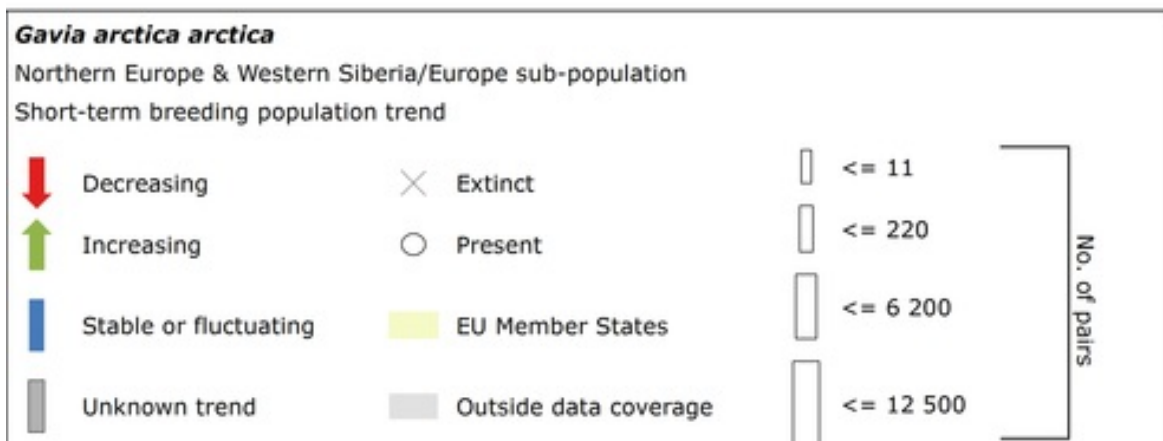 Gavia arctica arctica
Northern Europe & Western Siberia/Europe sub-population
Short-term breeding population trend
Decreasing
Increasing
Stable or fluctuating
Unknown trend
Extinct
Present
EU Member States
Outside data coverage
<= 11
<= 220
<= 6 200
<= 12 500
No. of pairs